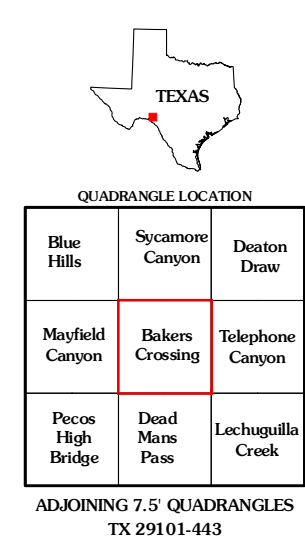 TEXAS
QUADRANGLE LOCATION
Blue
Hills
Sycamore
Canyon
Deaton
Draw
Mayfield
Canyon
Bakers
Crossing
Telephone
Canyon
Pecos
High
Bridge
Dead
Mans
Pass
Lechuguilla
Creek
ADJOINING 7.5' QUADRANGLES
TX 29101-443